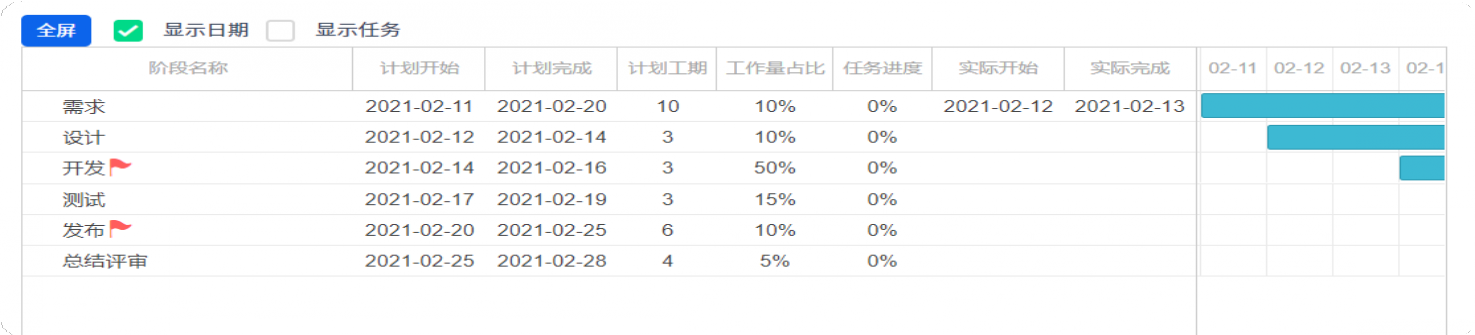 全屏 显示日期 显示任务
阶段名称 计划开始 计划完成 计划工期 工作量占比 任务进度 实际开始 实际完成 02-11 02-12 02-13 02-1
需求 2021-02-11 2021-02-20 10 10% 0% 2021-02-12 2021-02-13
设计 2021-02-12 2021-02-14 3 10% 0%
开发 2021-02-14 2021-02-16 3 50% 0%
测试 2021-02-17 2021-02-19 3 15% 0%
发布 2021-02-20 2021-02-25 6 10% 0%
总结评审 2021-02-25 2021-02-28 4 5% 0%